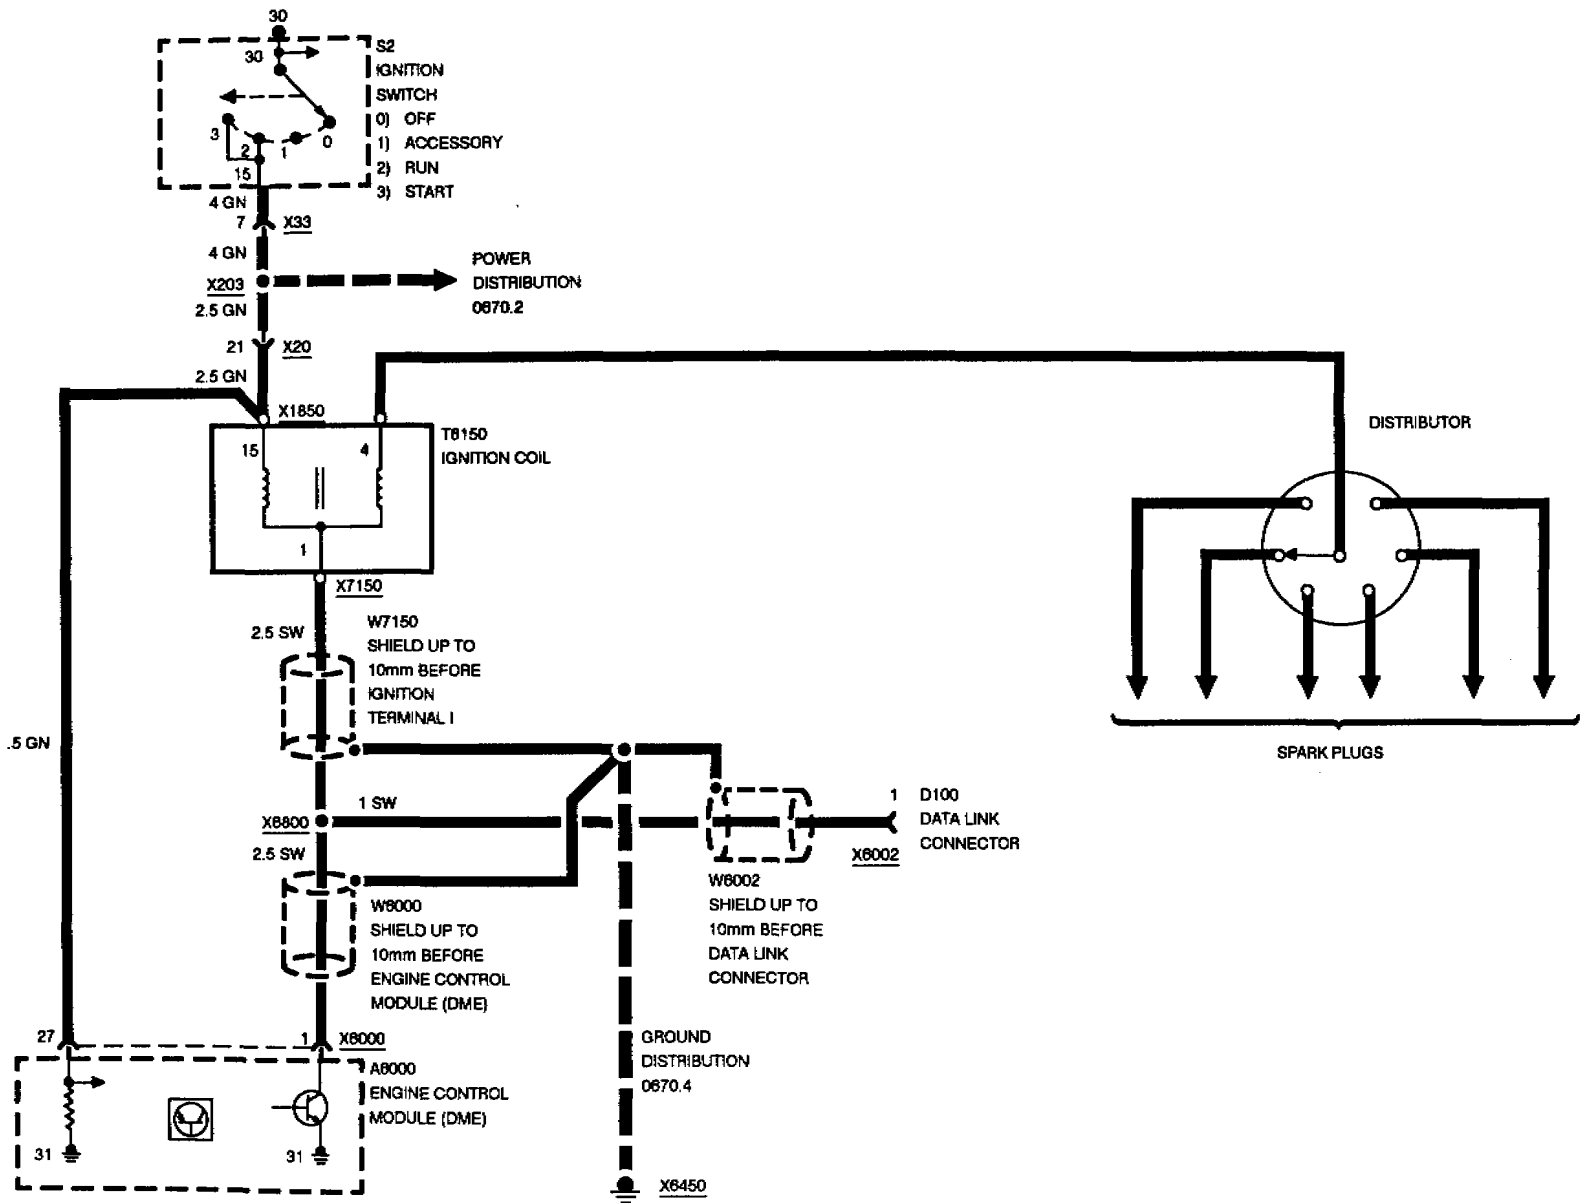 30
30
S2
IGNITION
SWITCH
0) OFF
1) ACCESSORY
2) RUN
3) START
3
2
1
0
15
4 GN
7
X33
4 GN
X203
POWER
DISTRIBUTION
0670.2
2.5 GN
21
X20
2.5 GN
X1850
15
4
T6150
IGNITION COIL
1
X7150
DISTRIBUTOR
SPARK PLUGS
2.5 SW
W7150
SHIELD UP TO
10mm BEFORE
IGNITION
TERMINAL I
.5 GN
1 SW
X6800
2.5 SW
1
D100
DATA LINK
CONNECTOR
X6002
W6002
SHIELD UP TO
10mm BEFORE
DATA LINK
CONNECTOR
W6000
SHIELD UP TO
10mm BEFORE
ENGINE CONTROL
MODULE (DME)
27
1
X6000
A6000
ENGINE CONTROL
MODULE (DME)
31
31
GROUND
DISTRIBUTION
0670.4
X6450